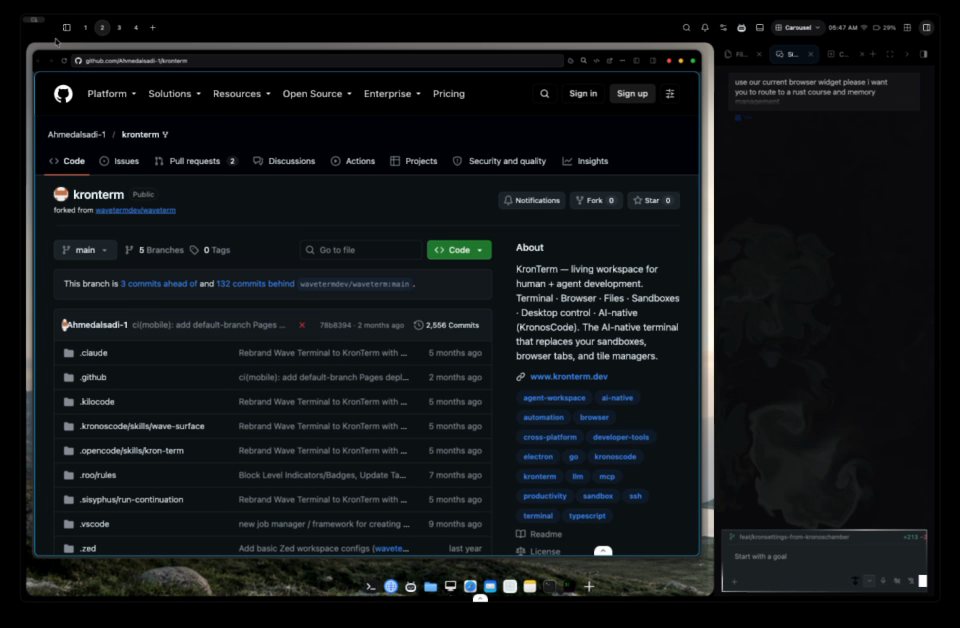 1 2 3 4 +
Carousel
05:47 AM
29%
github.com/Ahmedalsadi-1/kronterm
Platform
Solutions
Resources
Open Source
Enterprise
Pricing
Sign in
Sign up
Ahmedalsadi-1 / kronterm
Code
Issues
Pull requests 2
Discussions
Actions
Projects
Security and quality
Insights
kronterm Public
forked from wavetermdev/waveterm
Notifications
Fork 0
Star 0
main
5 Branches
0 Tags
Go to file
Code
This branch is 3 commits ahead of and 132 commits behind wavetermdev/waveterm:main .
Ahmedalsadi-1 ci(mobile): add default-branch Pages ... 78b8394 · 2 months ago 2,556 Commits
.claude Rebrand Wave Terminal to KronTerm with ... 5 months ago
.github ci(mobile): add default-branch Pages depl... 2 months ago
.kilocode Rebrand Wave Terminal to KronTerm with ... 5 months ago
.kronoscode/skills/wave-surface Rebrand Wave Terminal to KronTerm with ... 5 months ago
.opencode/skills/kron-term Rebrand Wave Terminal to KronTerm with ... 5 months ago
.roo/rules Block Level Indicators/Badges, Update Ta... 7 months ago
.sisyphus/run-continuation Rebrand Wave Terminal to KronTerm with ... 5 months ago
.vscode new job manager / framework for creating ... 9 months ago
.zed Add basic Zed workspace configs (wavete... last year
About
KronTerm — living workspace for
human + agent development.
Terminal · Browser · Files · Sandboxes
· Desktop control · AI-native
(KronosCode). The AI-native terminal
that replaces your sandboxes,
browser tabs, and tile managers.
www.kronterm.dev
agent-workspace ai-native
automation browser
cross-platform developer-tools
electron go kronoscode
kronterm llm mcp
productivity sandbox ssh
terminal typescript
Readme
License
Fil...
Si...
C...
use our current browser widget please I want
you to route to a rust course and memory
management
+213
Start with a goal